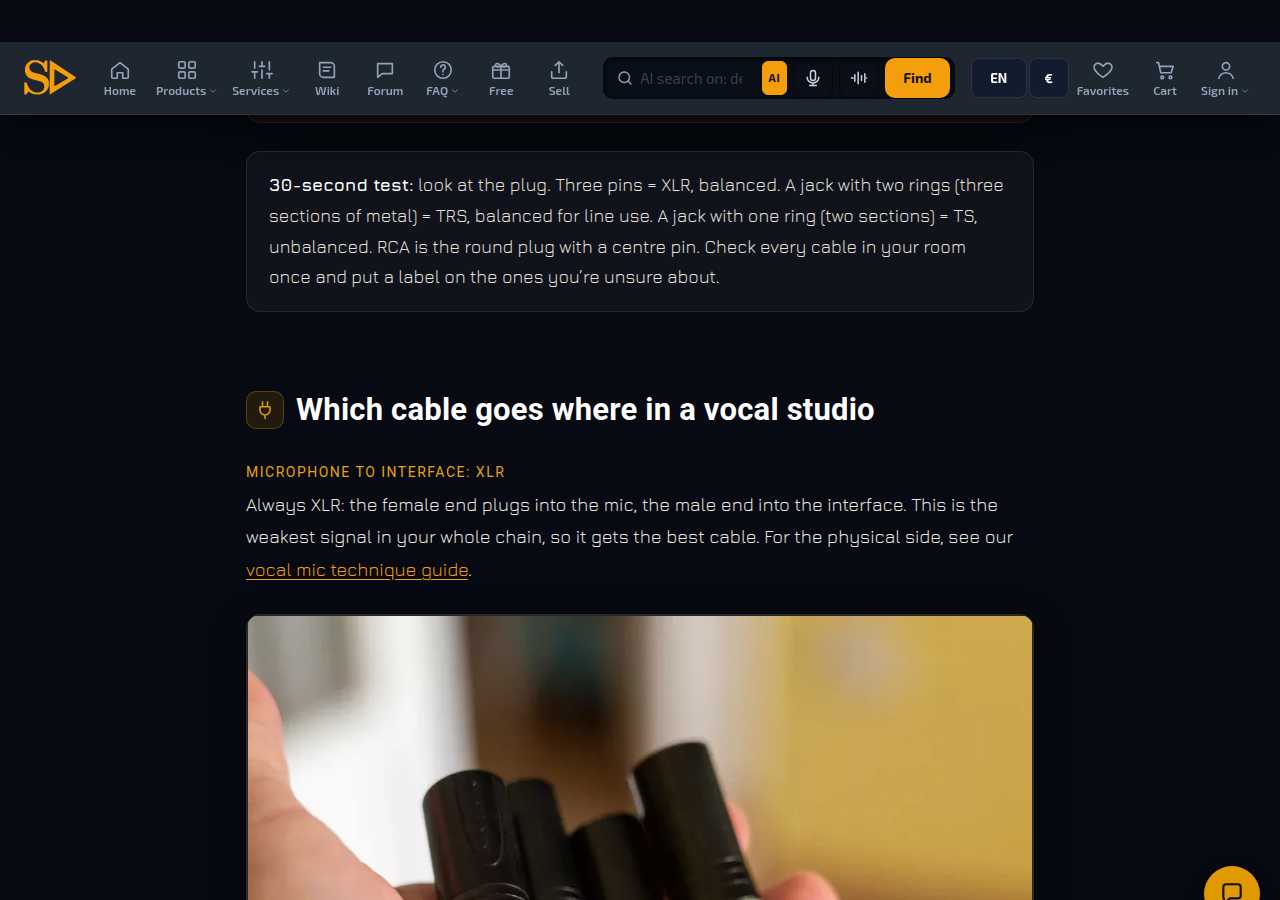 SD
Home
Products
Services
Wiki
Forum
FAQ
Free
Sell
AI search on: de
AI
Find
EN
€
Favorites
Cart
Sign in
30-second test: look at the plug. Three pins = XLR, balanced. A jack with two rings (three
sections of metal) = TRS, balanced for line use. A jack with one ring (two sections) = TS,
unbalanced. RCA is the round plug with a centre pin. Check every cable in your room
once and put a label on the ones you’re unsure about.
Which cable goes where in a vocal studio
MICROPHONE TO INTERFACE: XLR
Always XLR: the female end plugs into the mic, the male end into the interface. This is the
weakest signal in your whole chain, so it gets the best cable. For the physical side, see our
vocal mic technique guide.